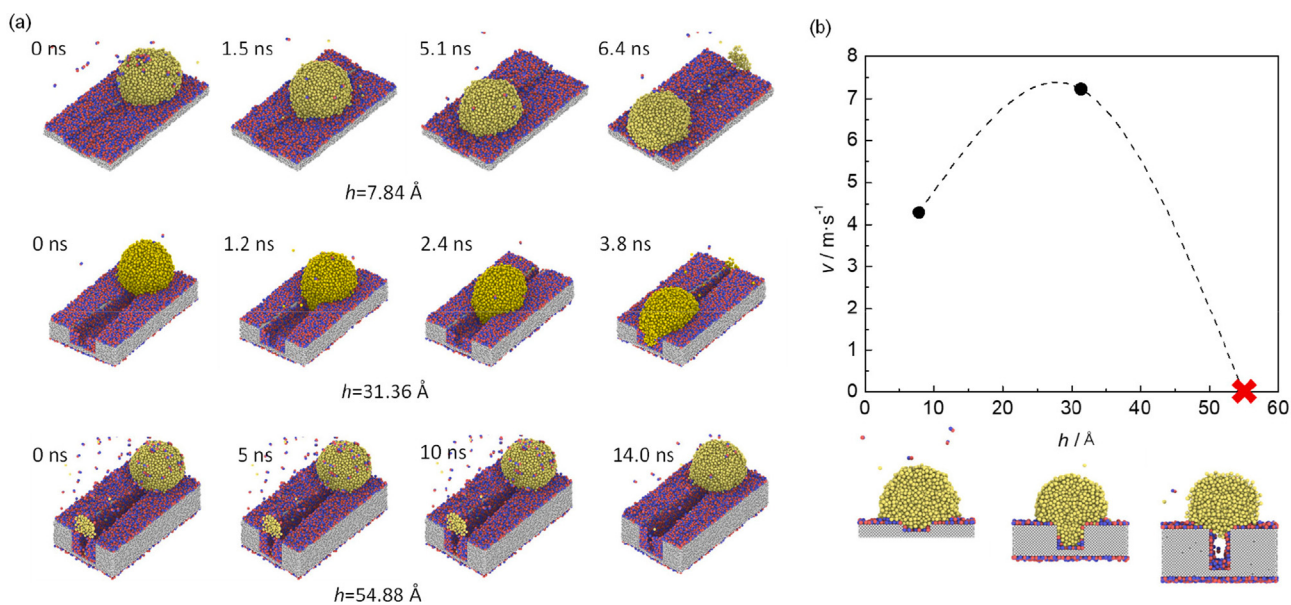 (a)
0 ns
1.5 ns
5.1 ns
6.4 ns
h=7.84 Å
0 ns
1.2 ns
2.4 ns
3.8 ns
h=31.36 Å
0 ns
5 ns
10 ns
14.0 ns
h=54.88 Å
(b)
8
7
6
5
4
3
2
1
0
v / m·s⁻¹
0 10 20 30 40 50 60
h / Å